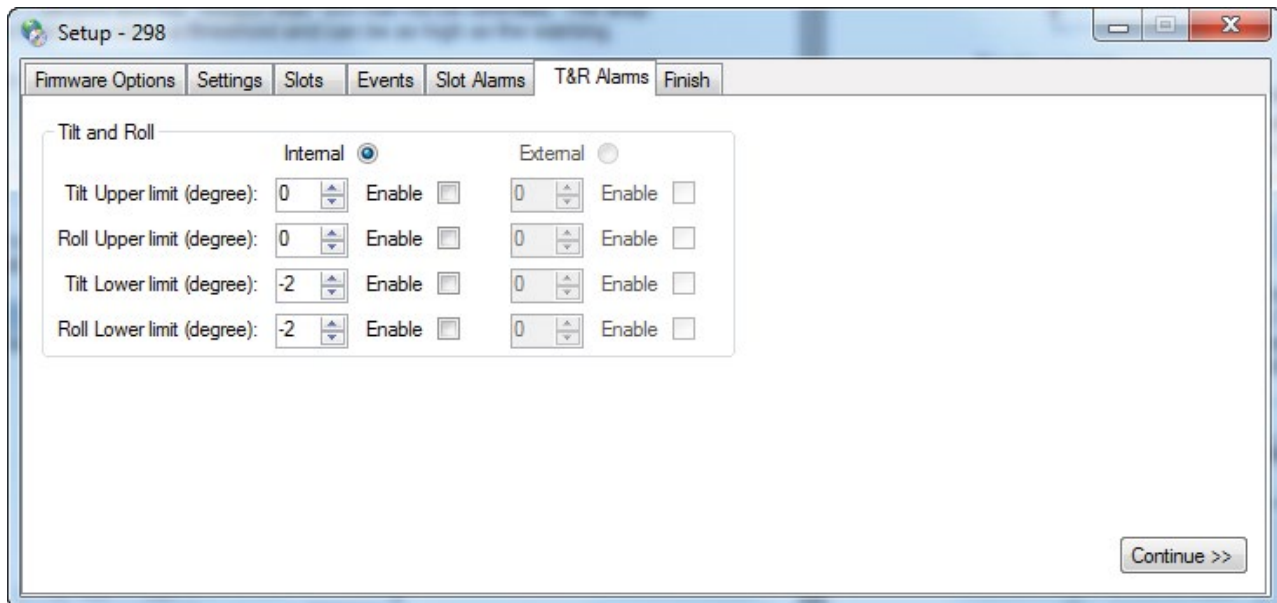 Setup - 298
Firmware Options Settings Slots Events Slot Alarms T&R Alarms Finish
Tilt and Roll
Internal External
Tilt Upper limit (degree): 0 Enable 0 Enable
Roll Upper limit (degree): 0 Enable 0 Enable
Tilt Lower limit (degree): -2 Enable 0 Enable
Roll Lower limit (degree): -2 Enable 0 Enable
Continue >>